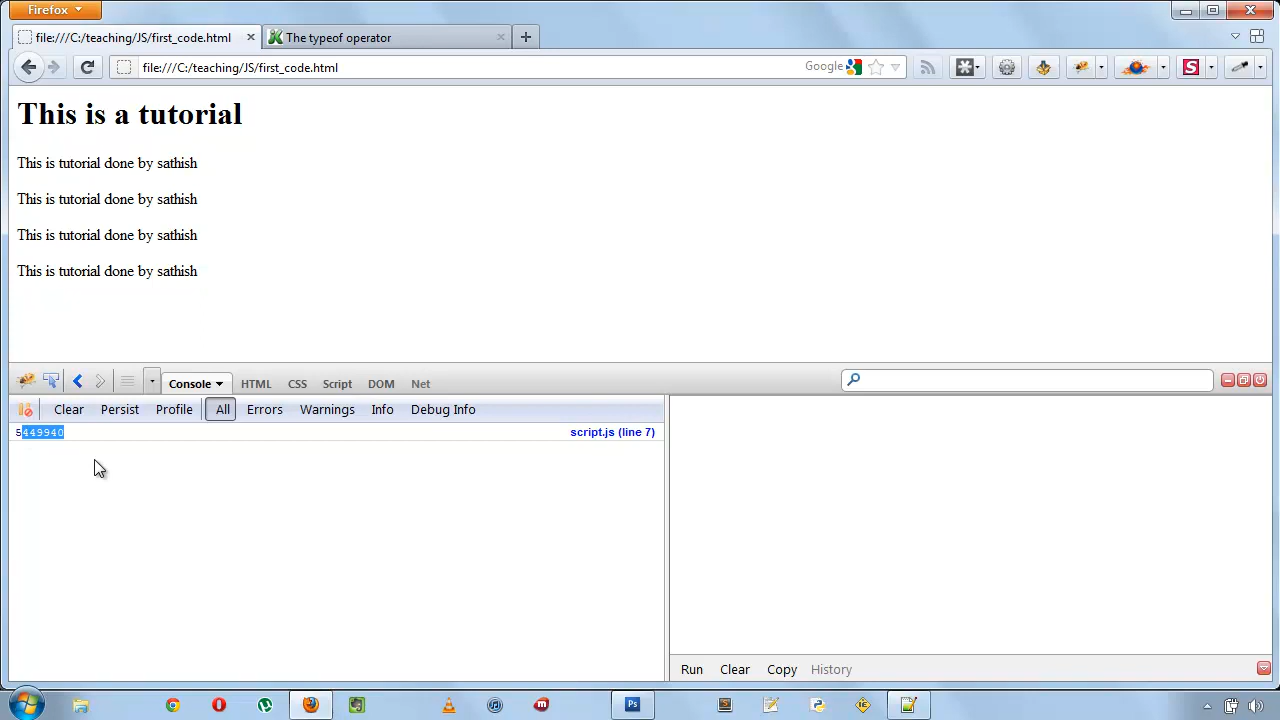 Firefox
file:///C:/teaching/JS/first_code.html
The typeof operator
file:///C:/teaching/JS/first_code.html
Google
This is a tutorial
This is tutorial done by sathish
This is tutorial done by sathish
This is tutorial done by sathish
This is tutorial done by sathish
Console HTML CSS Script DOM Net
Clear Persist Profile All Errors Warnings Info Debug Info
5449940 script.js (line 7)
Run Clear Copy History
Ps